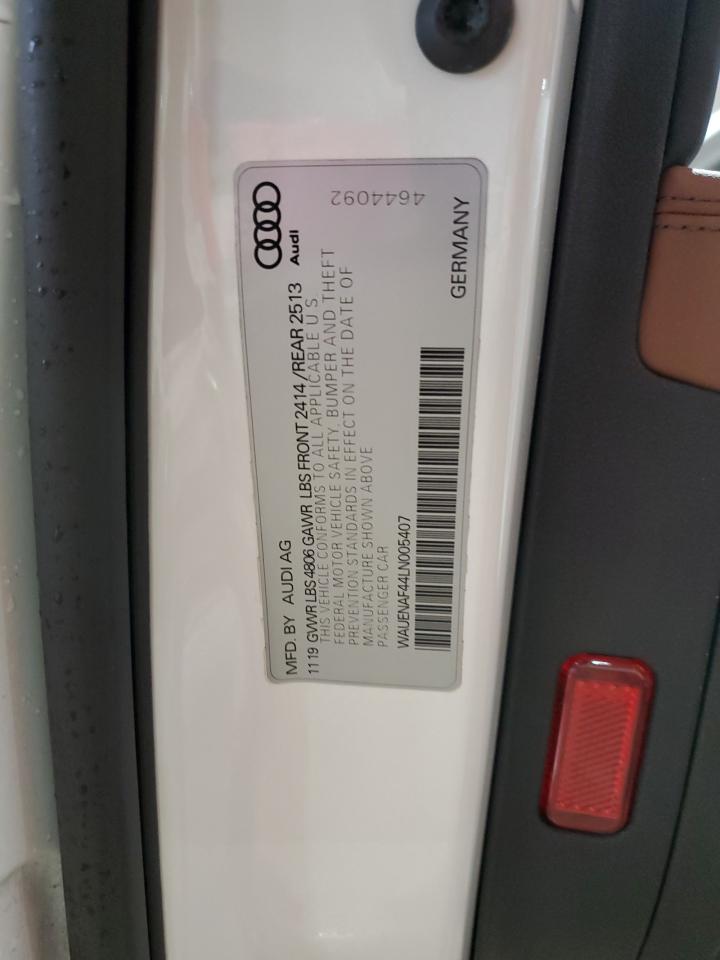 Audi
4644092
MFD. BY AUDI AG
11 19 GVWR LBS 4806 GAWR LBS FRONT 2414 /REAR 2513
THIS VEHICLE CONFORMS TO ALL APPLICABLE U S
FEDERAL MOTOR VEHICLE SAFETY, BUMPER AND THEFT
PREVENTION STANDARDS IN EFFECT ON THE DATE OF
MANUFACTURE SHOWN ABOVE
PASSENGER CAR
WAUENAF44LN005407
GERMANY